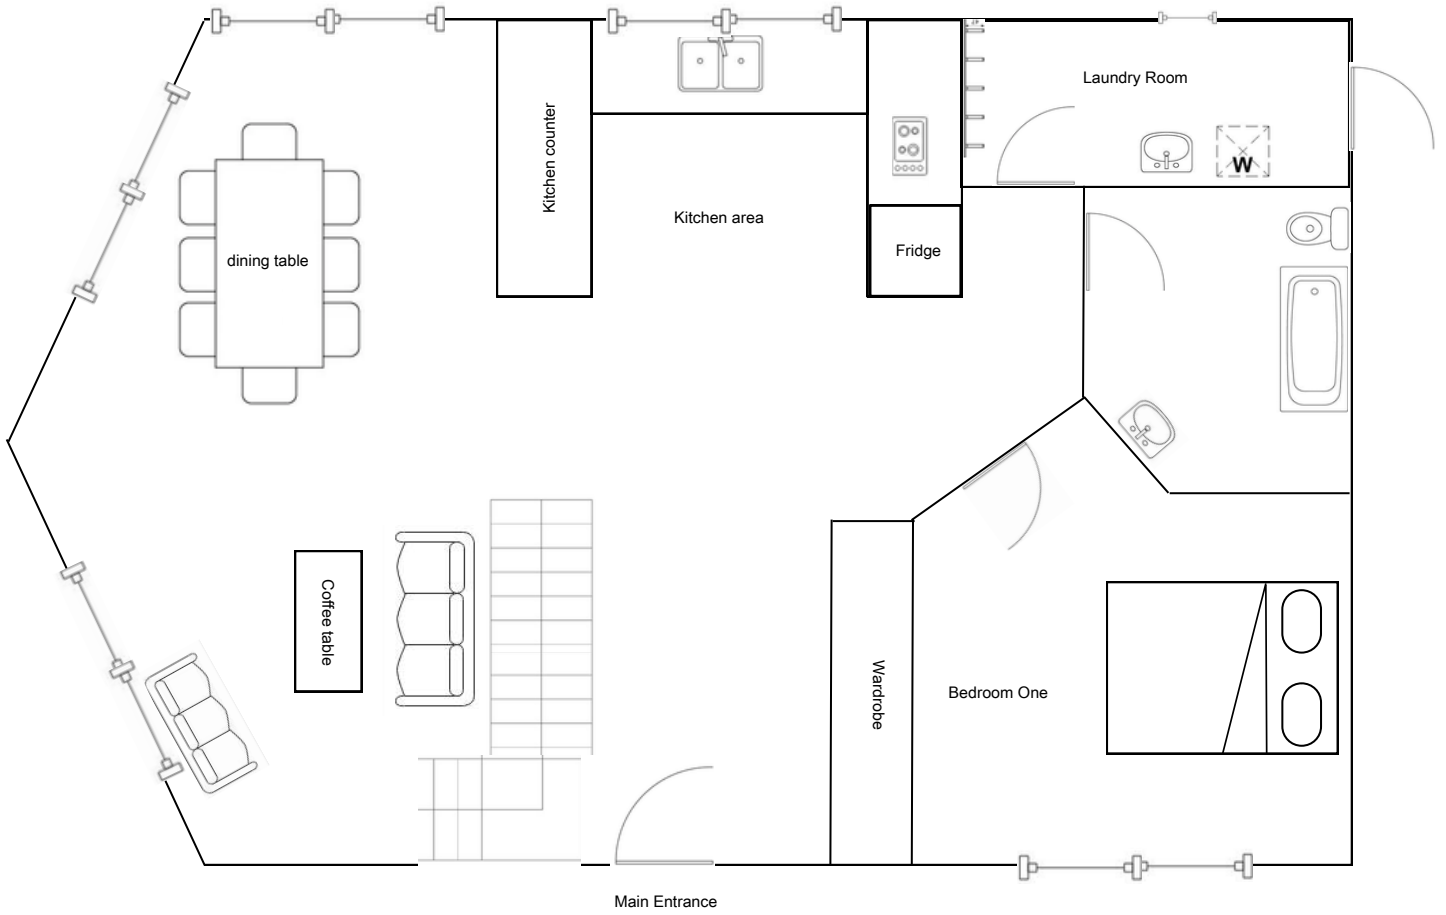 Laundry Room
Kitchen counter
W
Kitchen area
Fridge
dining table
Coffee table
Wardrobe
Bedroom One
Main Entrance